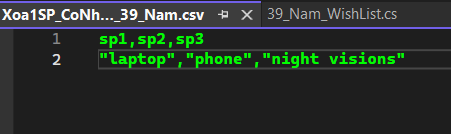 Xoa1SP_CoNh..._39_Nam.csv
39_Nam_WishList.cs
1 sp1,sp2,sp3
2 "laptop","phone","night visions"